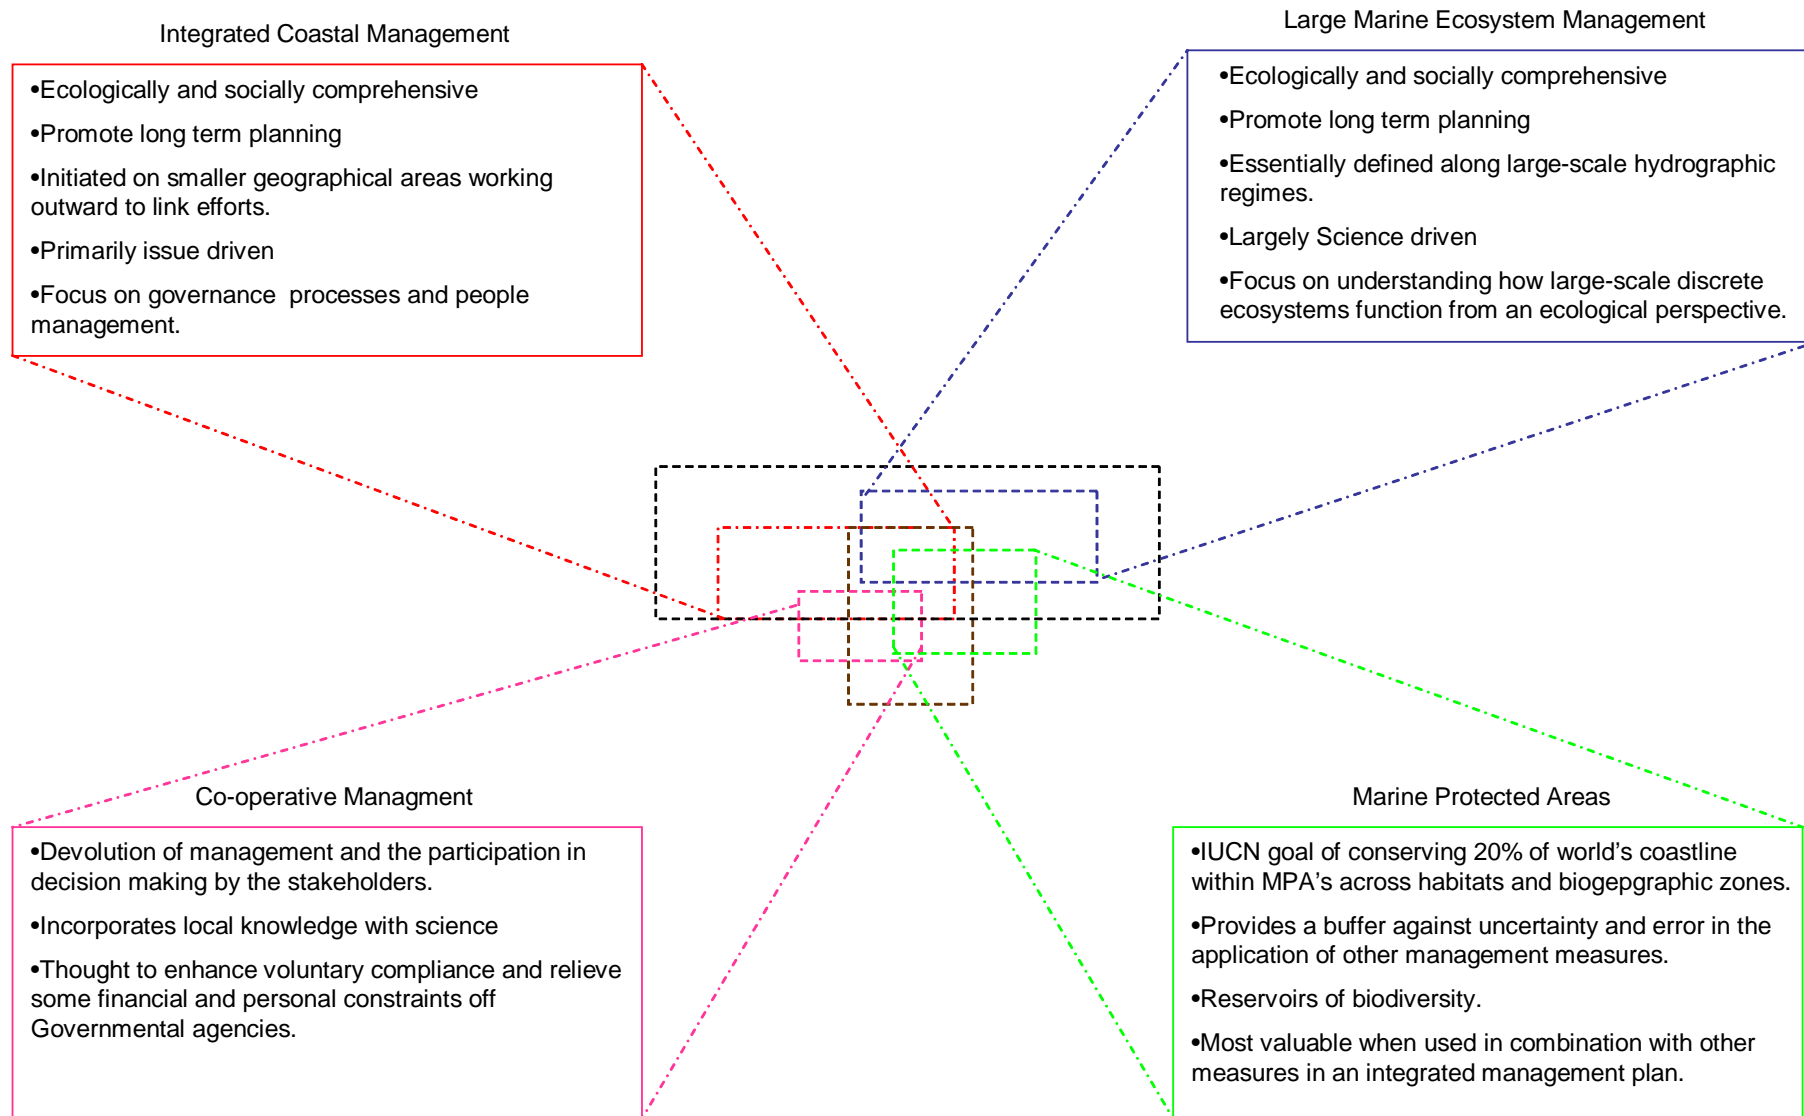 Integrated Coastal Management
•Ecologically and socially comprehensive
•Promote long term planning
•Initiated on smaller geographical areas working
outward to link efforts.
•Primarily issue driven
•Focus on governance processes and people
management.
Large Marine Ecosystem Management
•Ecologically and socially comprehensive
•Promote long term planning
•Essentially defined along large-scale hydrographic
regimes.
•Largely Science driven
•Focus on understanding how large-scale discrete
ecosystems function from an ecological perspective.
Co-operative Managment
•Devolution of management and the participation in
decision making by the stakeholders.
•Incorporates local knowledge with science
•Thought to enhance voluntary compliance and relieve
some financial and personal constraints off
Governmental agencies.
Marine Protected Areas
•IUCN goal of conserving 20% of world’s coastline
within MPA’s across habitats and biogepgraphic zones.
•Provides a buffer against uncertainty and error in the
application of other management measures.
•Reservoirs of biodiversity.
•Most valuable when used in combination with other
measures in an integrated management plan.